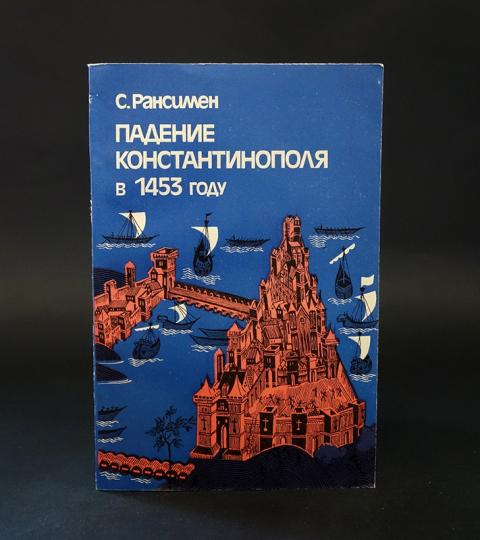 С. Рансимен
ПАДЕНИЕ
КОНСТАНТИНОПОЛЯ
В 1453 ГОДУ